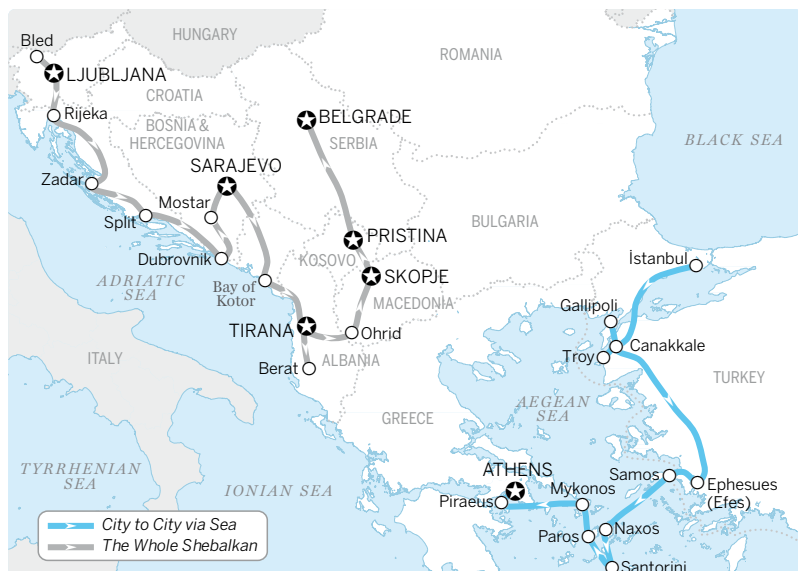 HUNGARY
ROMANIA
Bled
LJUBLJANA
CROATIA
Rijeka
BELGRADE
BOSNIA &
HERCEGOVINA
SERBIA
BLACK SEA
SARAJEVO
Zadar
Mostar
Split
PRISTINA
BULGARIA
KOSOVO
Dubrovnik
İstanbul
ADRIATIC
SEA
Bay of
Kotor
SKOPJE
MACEDONIA
Gallipoli
TIRANA
Ohrid
Canakkale
ITALY
Berat
ALBANIA
Troy
TURKEY
AEGEAN
SEA
GREECE
TYRRHENIAN
SEA
IONIAN SEA
ATHENS
Samos
Ephesues
(Efes)
Piraeus
Mykonos
Paros
Naxos
Santorini
City to City via Sea
The Whole Shebalkan